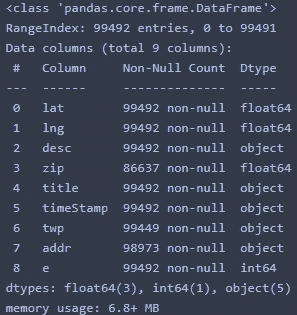 <class 'pandas.core.frame.DataFrame'>
RangeIndex: 99492 entries, 0 to 99491
Data columns (total 9 columns):
 #   Column     Non-Null Count  Dtype
---  ------     --------------  -----
 0   lat        99492 non-null  float64
 1   lng        99492 non-null  float64
 2   desc       99492 non-null  object
 3   zip        86637 non-null  float64
 4   title      99492 non-null  object
 5   timeStamp  99492 non-null  object
 6   twp        99449 non-null  object
 7   addr       98973 non-null  object
 8   e          99492 non-null  int64
dtypes: float64(3), int64(1), object(5)
memory usage: 6.8+ MB